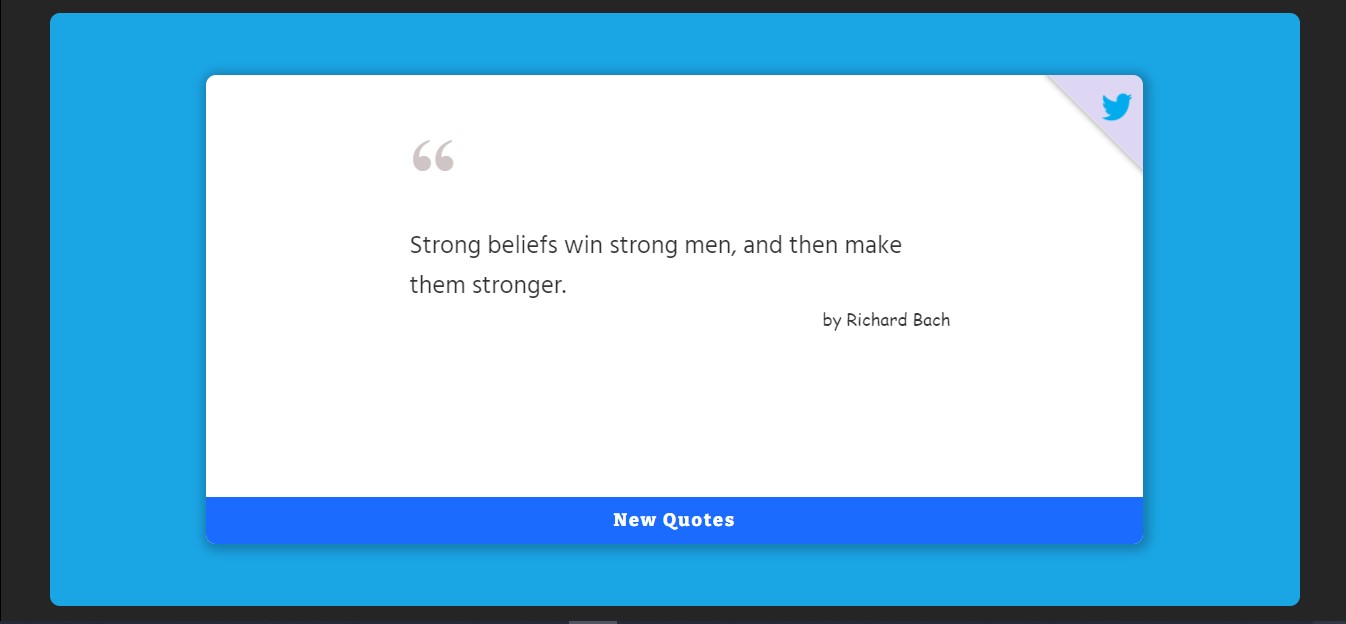 “
Strong beliefs win strong men, and then make
them stronger.
by Richard Bach
New Quotes